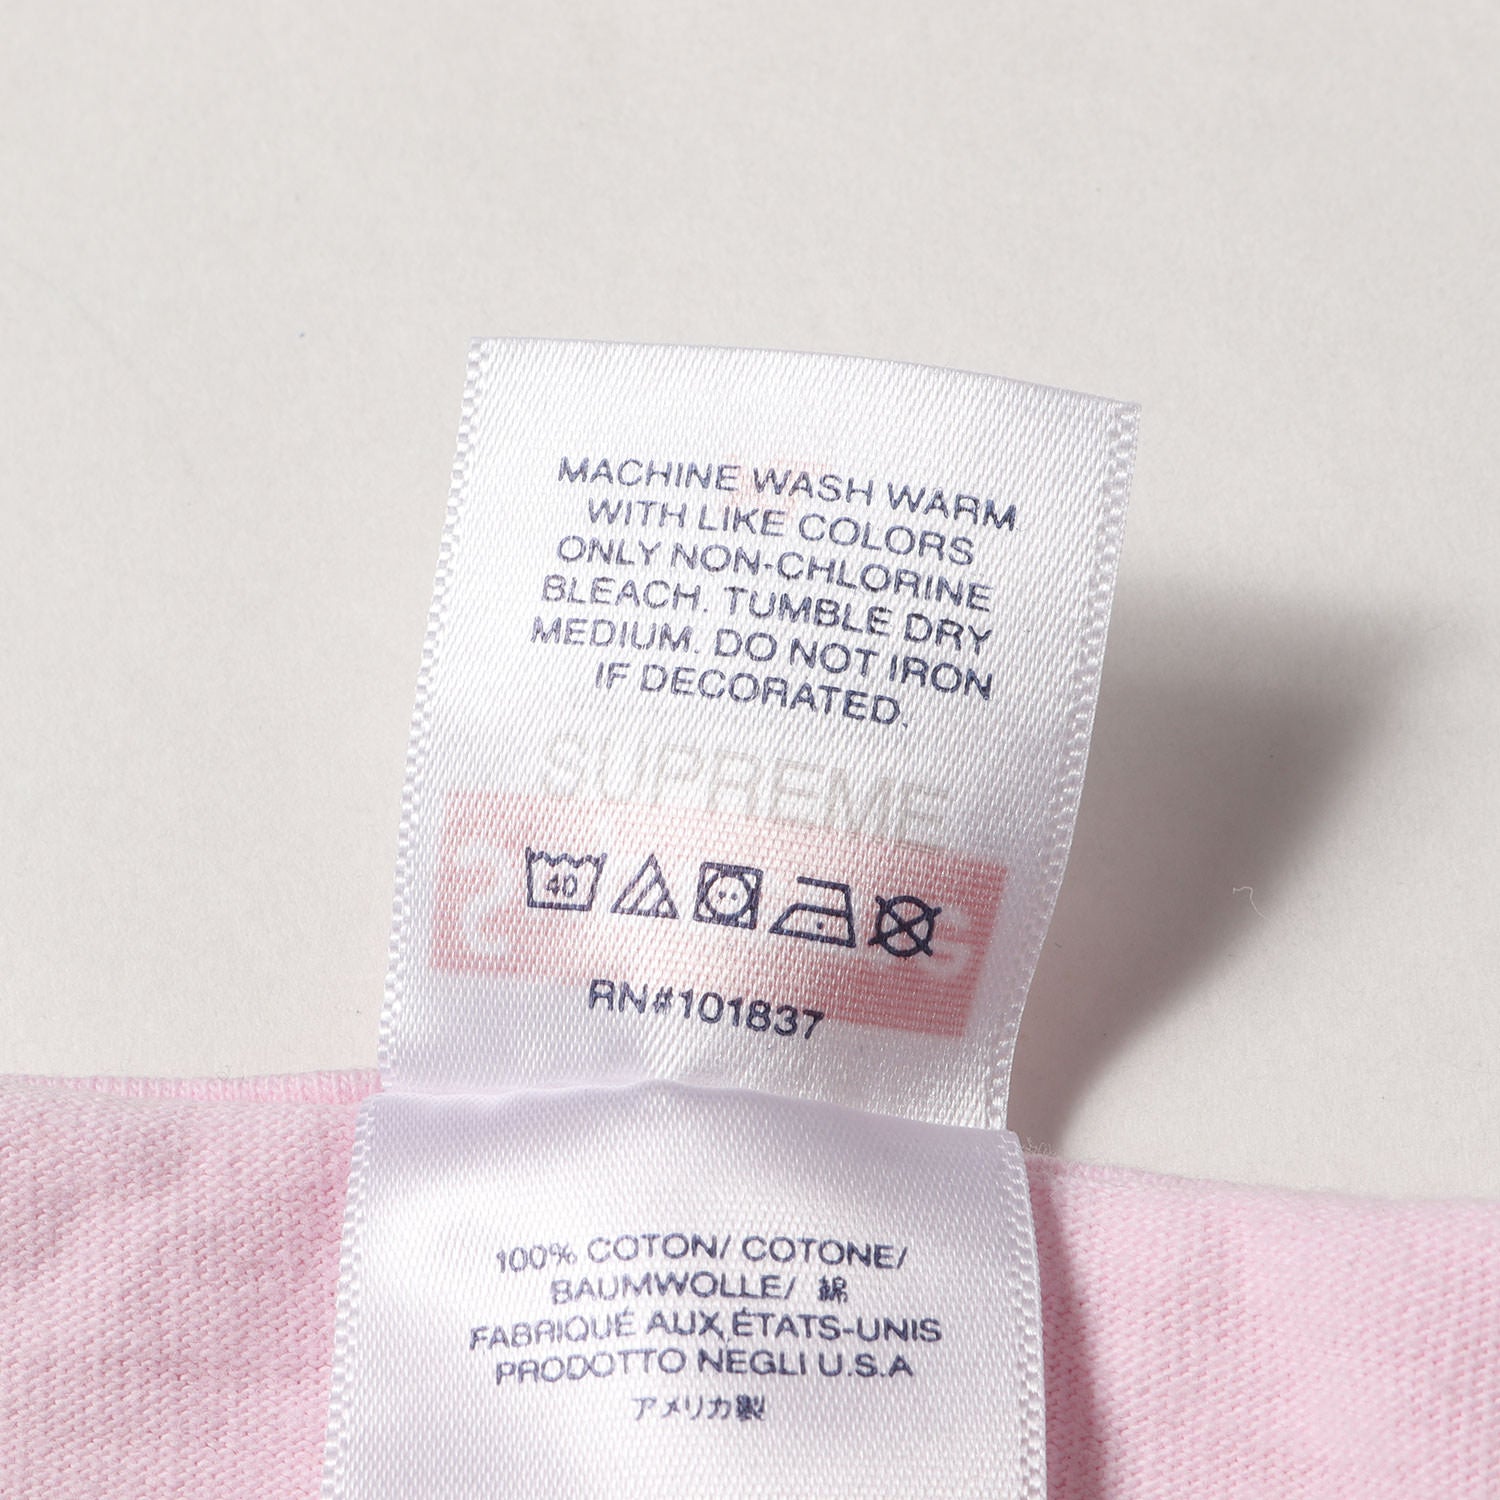 MACHINE WASH WARM
WITH LIKE COLORS
ONLY NON-CHLORINE
BLEACH. TUMBLE DRY
MEDIUM. DO NOT IRON
IF DECORATED.
SUPREME
40
RN#101837
100% COTON/ COTONE/
BAUMWOLLE/ 綿
FABRIQUÉ AUX ÉTATS-UNIS
PRODOTTO NEGLI U.S.A
アメリカ製